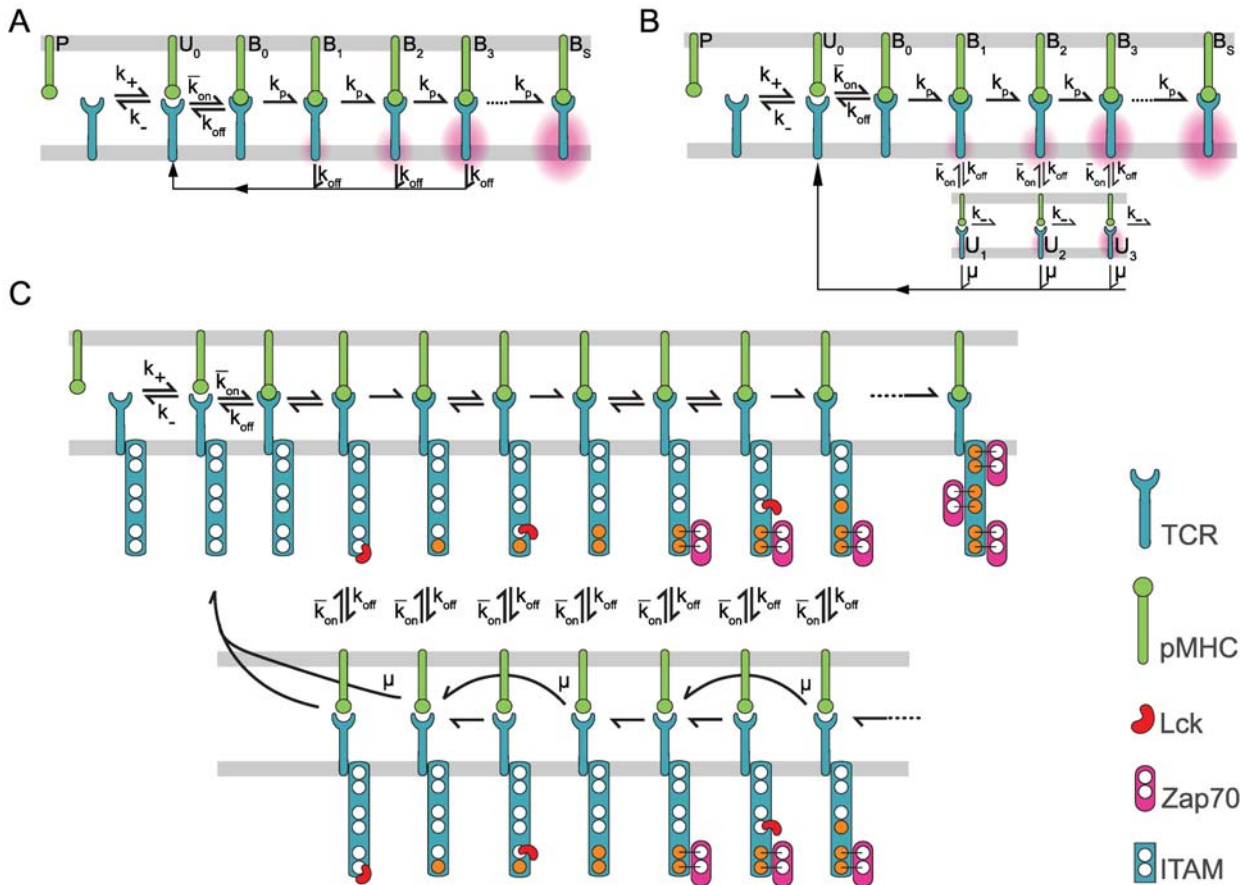 A
P U₀ B₀ B₁ B₂ B₃ Bₛ
k₊ k̅ₒₙ kₚ kₚ kₚ kₚ
k₋ kₒff
kₒff kₒff kₒff
B
P U₀ B₀ B₁ B₂ B₃ Bₛ
k₊ k̅ₒₙ kₚ kₚ kₚ kₚ
k₋ kₒff
k̅ₒₙ kₒff k̅ₒₙ kₒff k̅ₒₙ kₒff
k₋ k₋ k₋
U₁ U₂ U₃
μ μ μ
C
k₊ k̅ₒₙ
k₋ kₒff
k̅ₒₙ kₒff k̅ₒₙ kₒff k̅ₒₙ kₒff k̅ₒₙ kₒff k̅ₒₙ kₒff k̅ₒₙ kₒff k̅ₒₙ kₒff
μ μ μ
TCR
pMHC
Lck
Zap70
ITAM